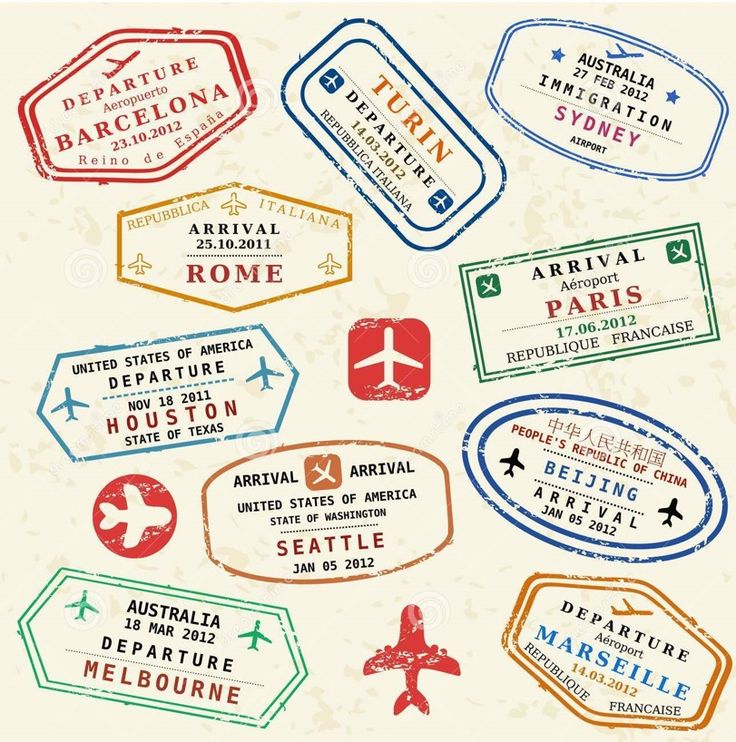 DEPARTURE
Aeropuerto
BARCELONA
23.10.2012
Reino de España
TURIN
DEPARTURE
14.03.2012
REPUBBLICA ITALIANA
AUSTRALIA
27 FEB 2012
IMMIGRATION
SYDNEY
AIRPORT
REPUBBLICA ITALIANA
ARRIVAL
25.10.2011
ROME
ARRIVAL
Aéroport
PARIS
17.06.2012
REPUBLIQUE FRANCAISE
UNITED STATES OF AMERICA
DEPARTURE
NOV 18 2011
HOUSTON
STATE OF TEXAS
ARRIVAL ARRIVAL
UNITED STATES OF AMERICA
STATE OF WASHINGTON
SEATTLE
JAN 05 2012
中华人民共和国
PEOPLE'S REPUBLIC OF CHINA
BEIJING
ARRIVAL
JAN 05 2012
AUSTRALIA
18 MAR 2012
DEPARTURE
MELBOURNE
DEPARTURE
Aéroport
MARSEILLE
14.03.2012
REPUBLIQUE FRANCAISE